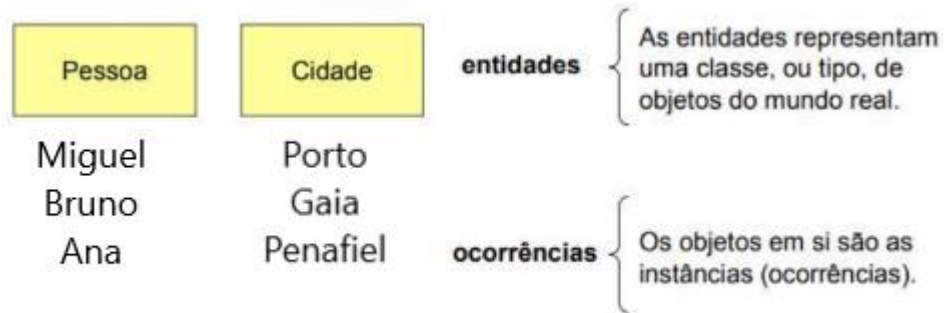 Pessoa
Cidade
entidades
As entidades representam
uma classe, ou tipo, de
objetos do mundo real.
Miguel
Bruno
Ana
Porto
Gaia
Penafiel
ocorrências
Os objetos em si são as
instâncias (ocorrências).